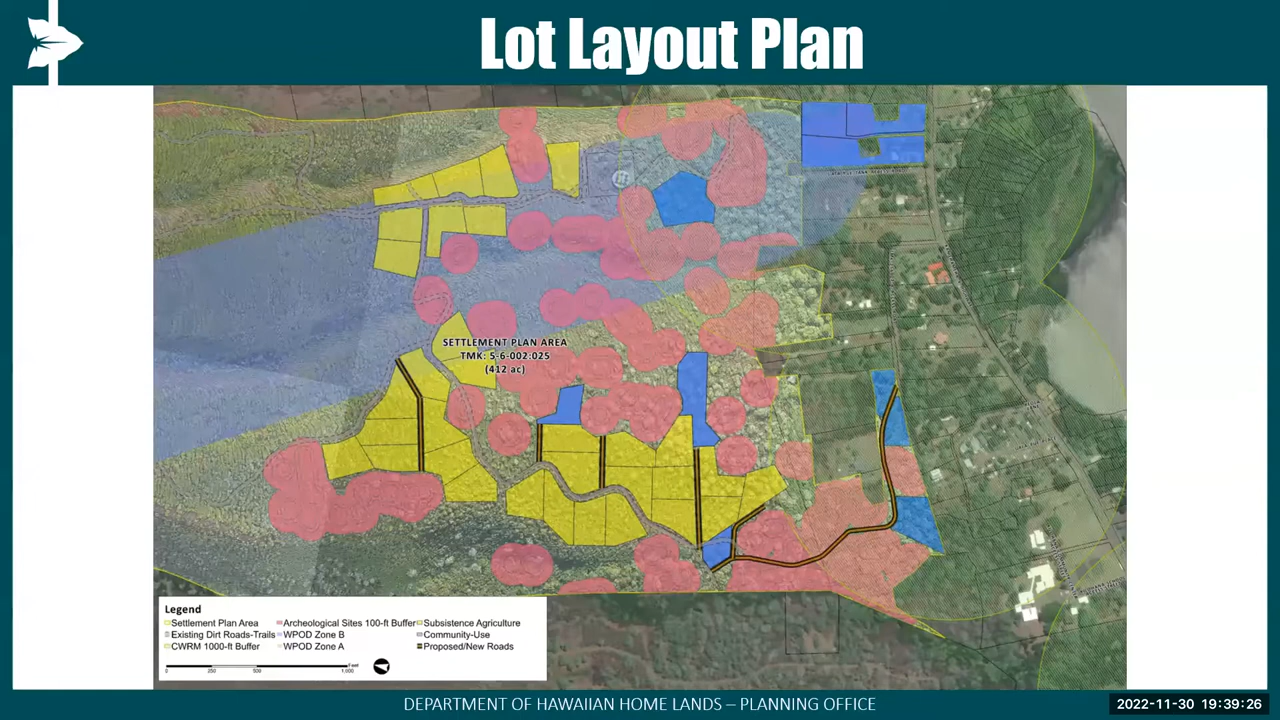 Lot Layout Plan
SETTLEMENT PLAN AREA
TMK: 5-6-002:025
(412 ac)
Legend
Settlement Plan Area
Archeological Sites 100-ft Buffer
Subsistence Agriculture
Existing Dirt Roads-Trails
WPOD Zone B
Community-Use
CWRM 1000-ft Buffer
WPOD Zone A
Proposed/New Roads
0 250 500 1,000 Feet
DEPARTMENT OF HAWAIIAN HOME LANDS – PLANNING OFFICE
2022-11-30 19:39:26